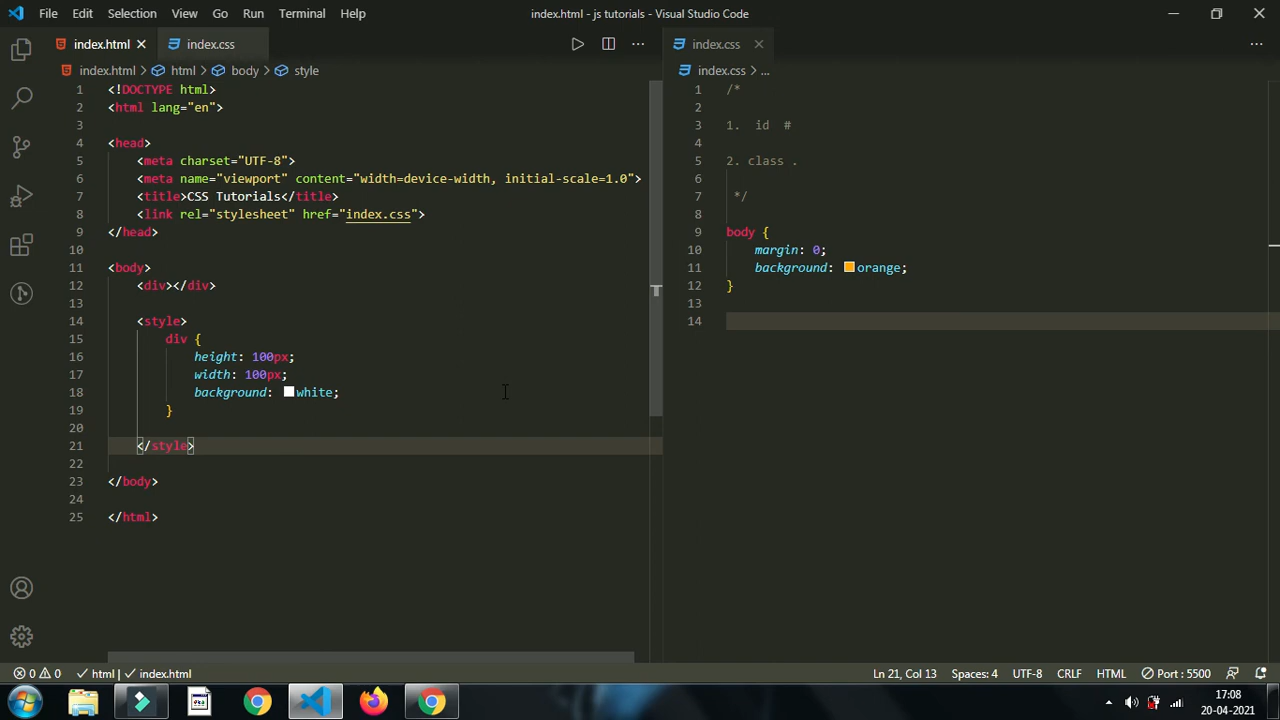 File Edit Selection View Go Run Terminal Help
index.html - js tutorials - Visual Studio Code
index.html
index.css
index.html > html > body > style
1 <!DOCTYPE html>
2 <html lang="en">
3
4 <head>
5 <meta charset="UTF-8">
6 <meta name="viewport" content="width=device-width, initial-scale=1.0">
7 <title>CSS Tutorials</title>
8 <link rel="stylesheet" href="index.css">
9 </head>
10
11 <body>
12 <div></div>
13
14 <style>
15 div {
16 height: 100px;
17 width: 100px;
18 background: white;
19 }
20
21 </style>
22
23 </body>
24
25 </html>
index.css
index.css > ...
1 /*
2
3 1. id #
4
5 2. class .
6
7 */
8
9 body {
10 margin: 0;
11 background: orange;
12 }
13
14
0 0 html | index.html
Ln 21, Col 13 Spaces: 4 UTF-8 CRLF HTML Port : 5500
17:08
20-04-2021